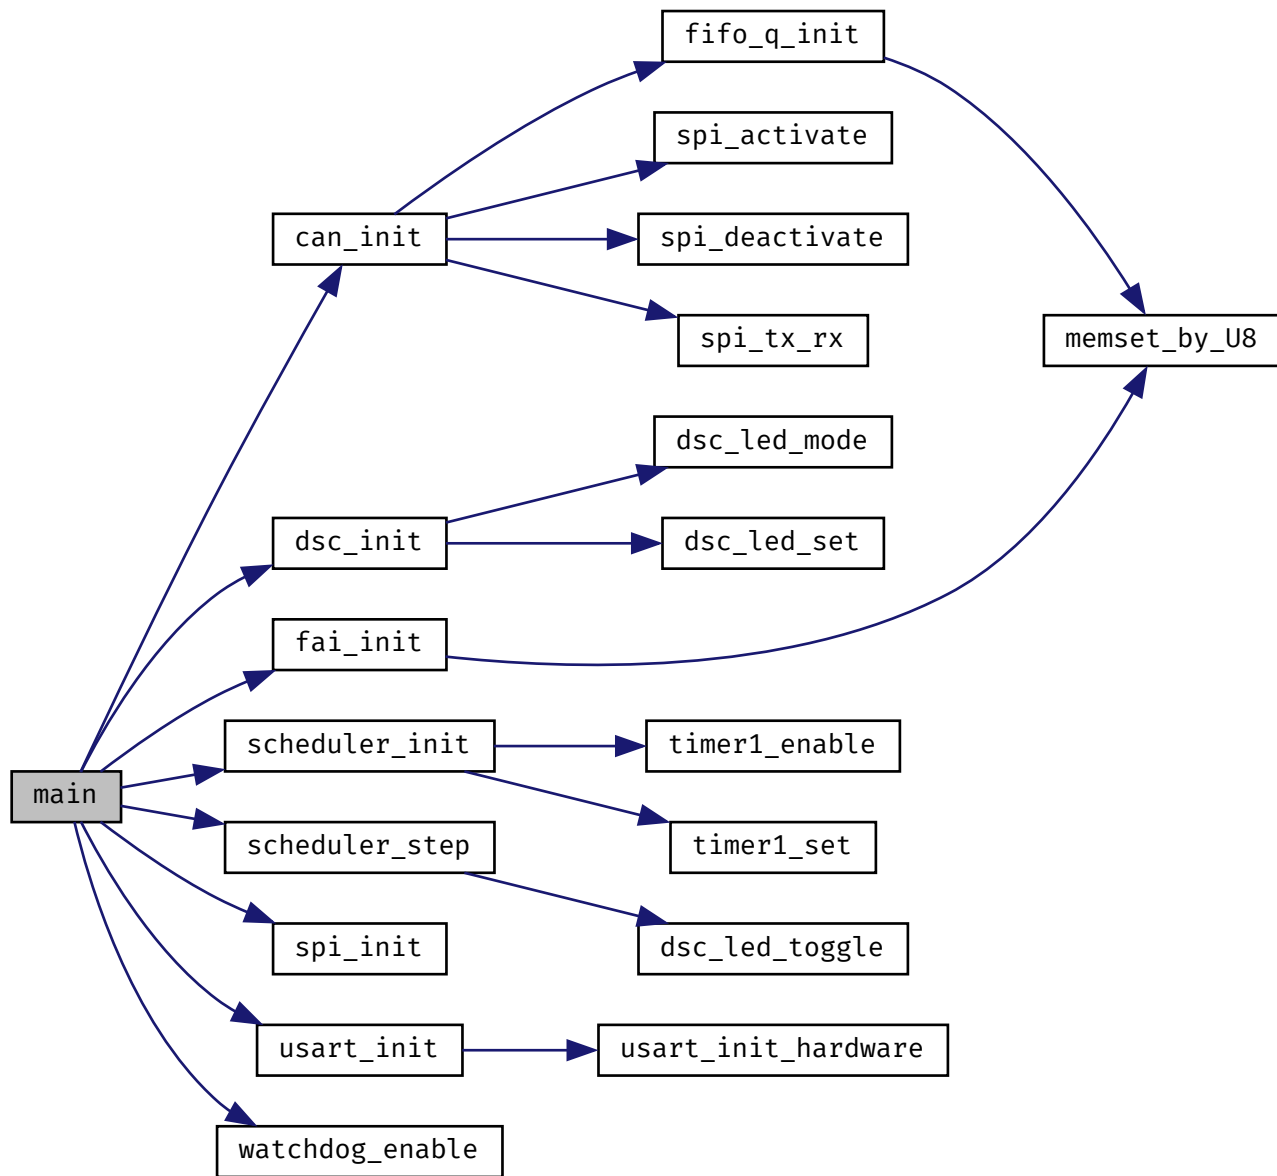 fifo_q_init
spi_activate
can_init
spi_deactivate
spi_tx_rx
memset_by_U8
dsc_led_mode
dsc_init
dsc_led_set
fai_init
scheduler_init
timer1_enable
main
scheduler_step
timer1_set
spi_init
dsc_led_toggle
usart_init
usart_init_hardware
watchdog_enable